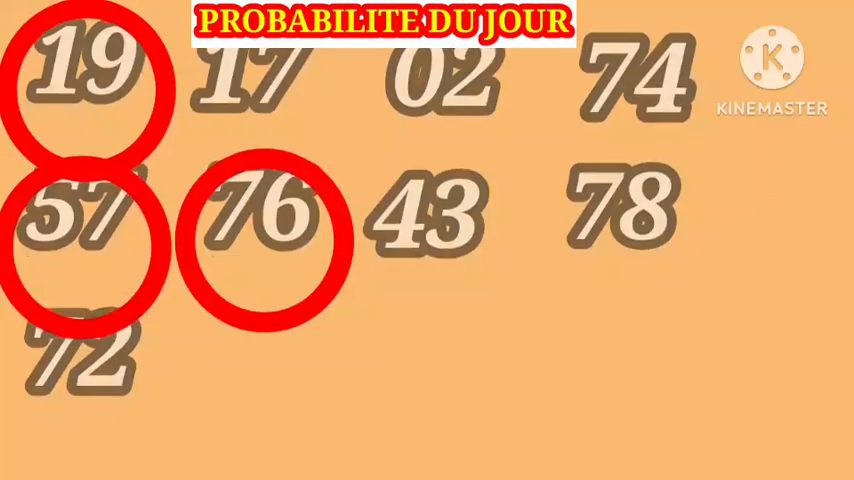 PROBABILITE DU JOUR
19 17 02 74
KINEMASTER
57 76 43 78
72